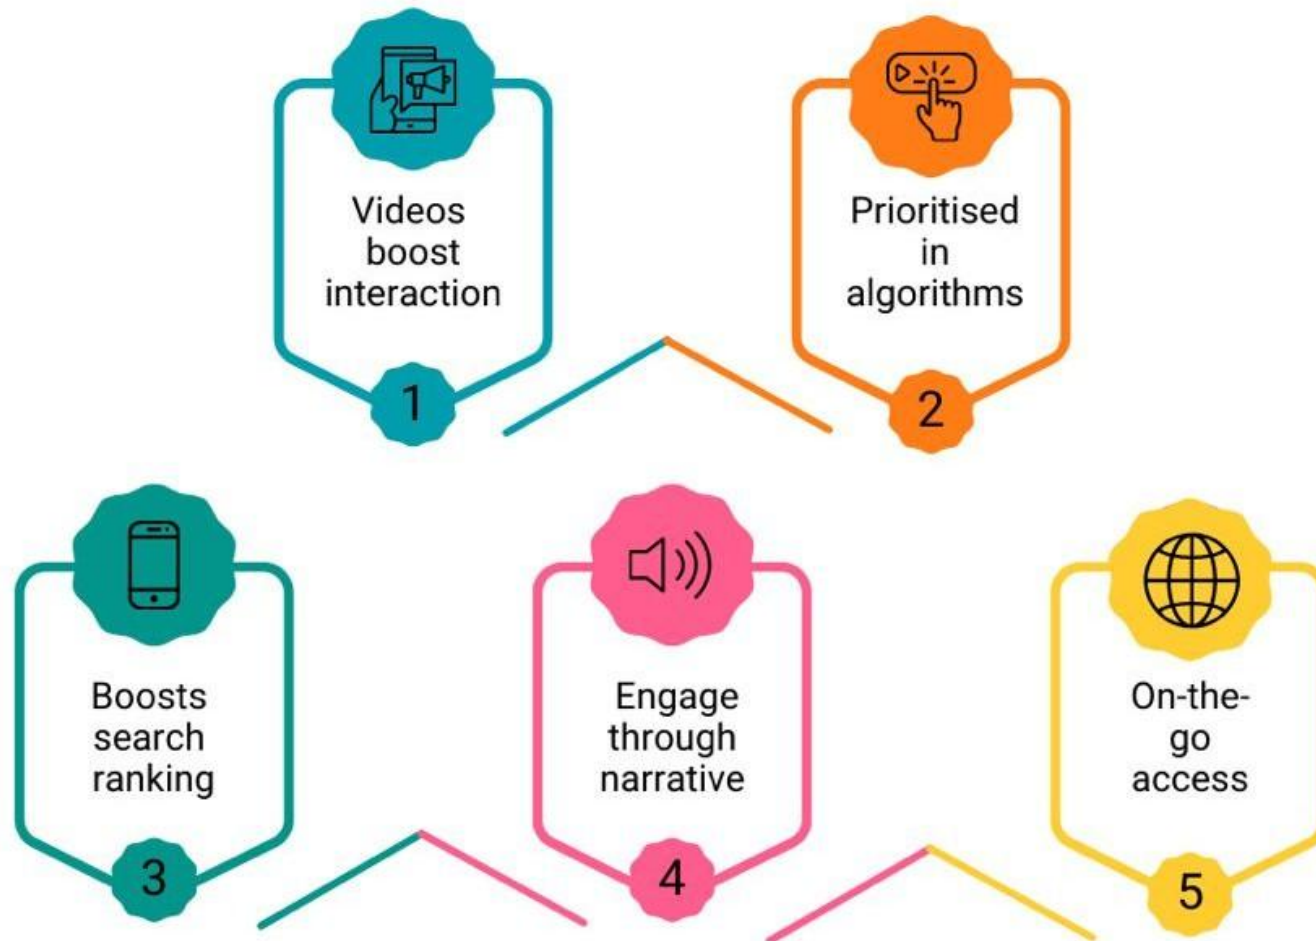 Videos
boost
interaction
1
Prioritised
in
algorithms
2
Boosts
search
ranking
3
Engage
through
narrative
4
On-the-
go
access
5